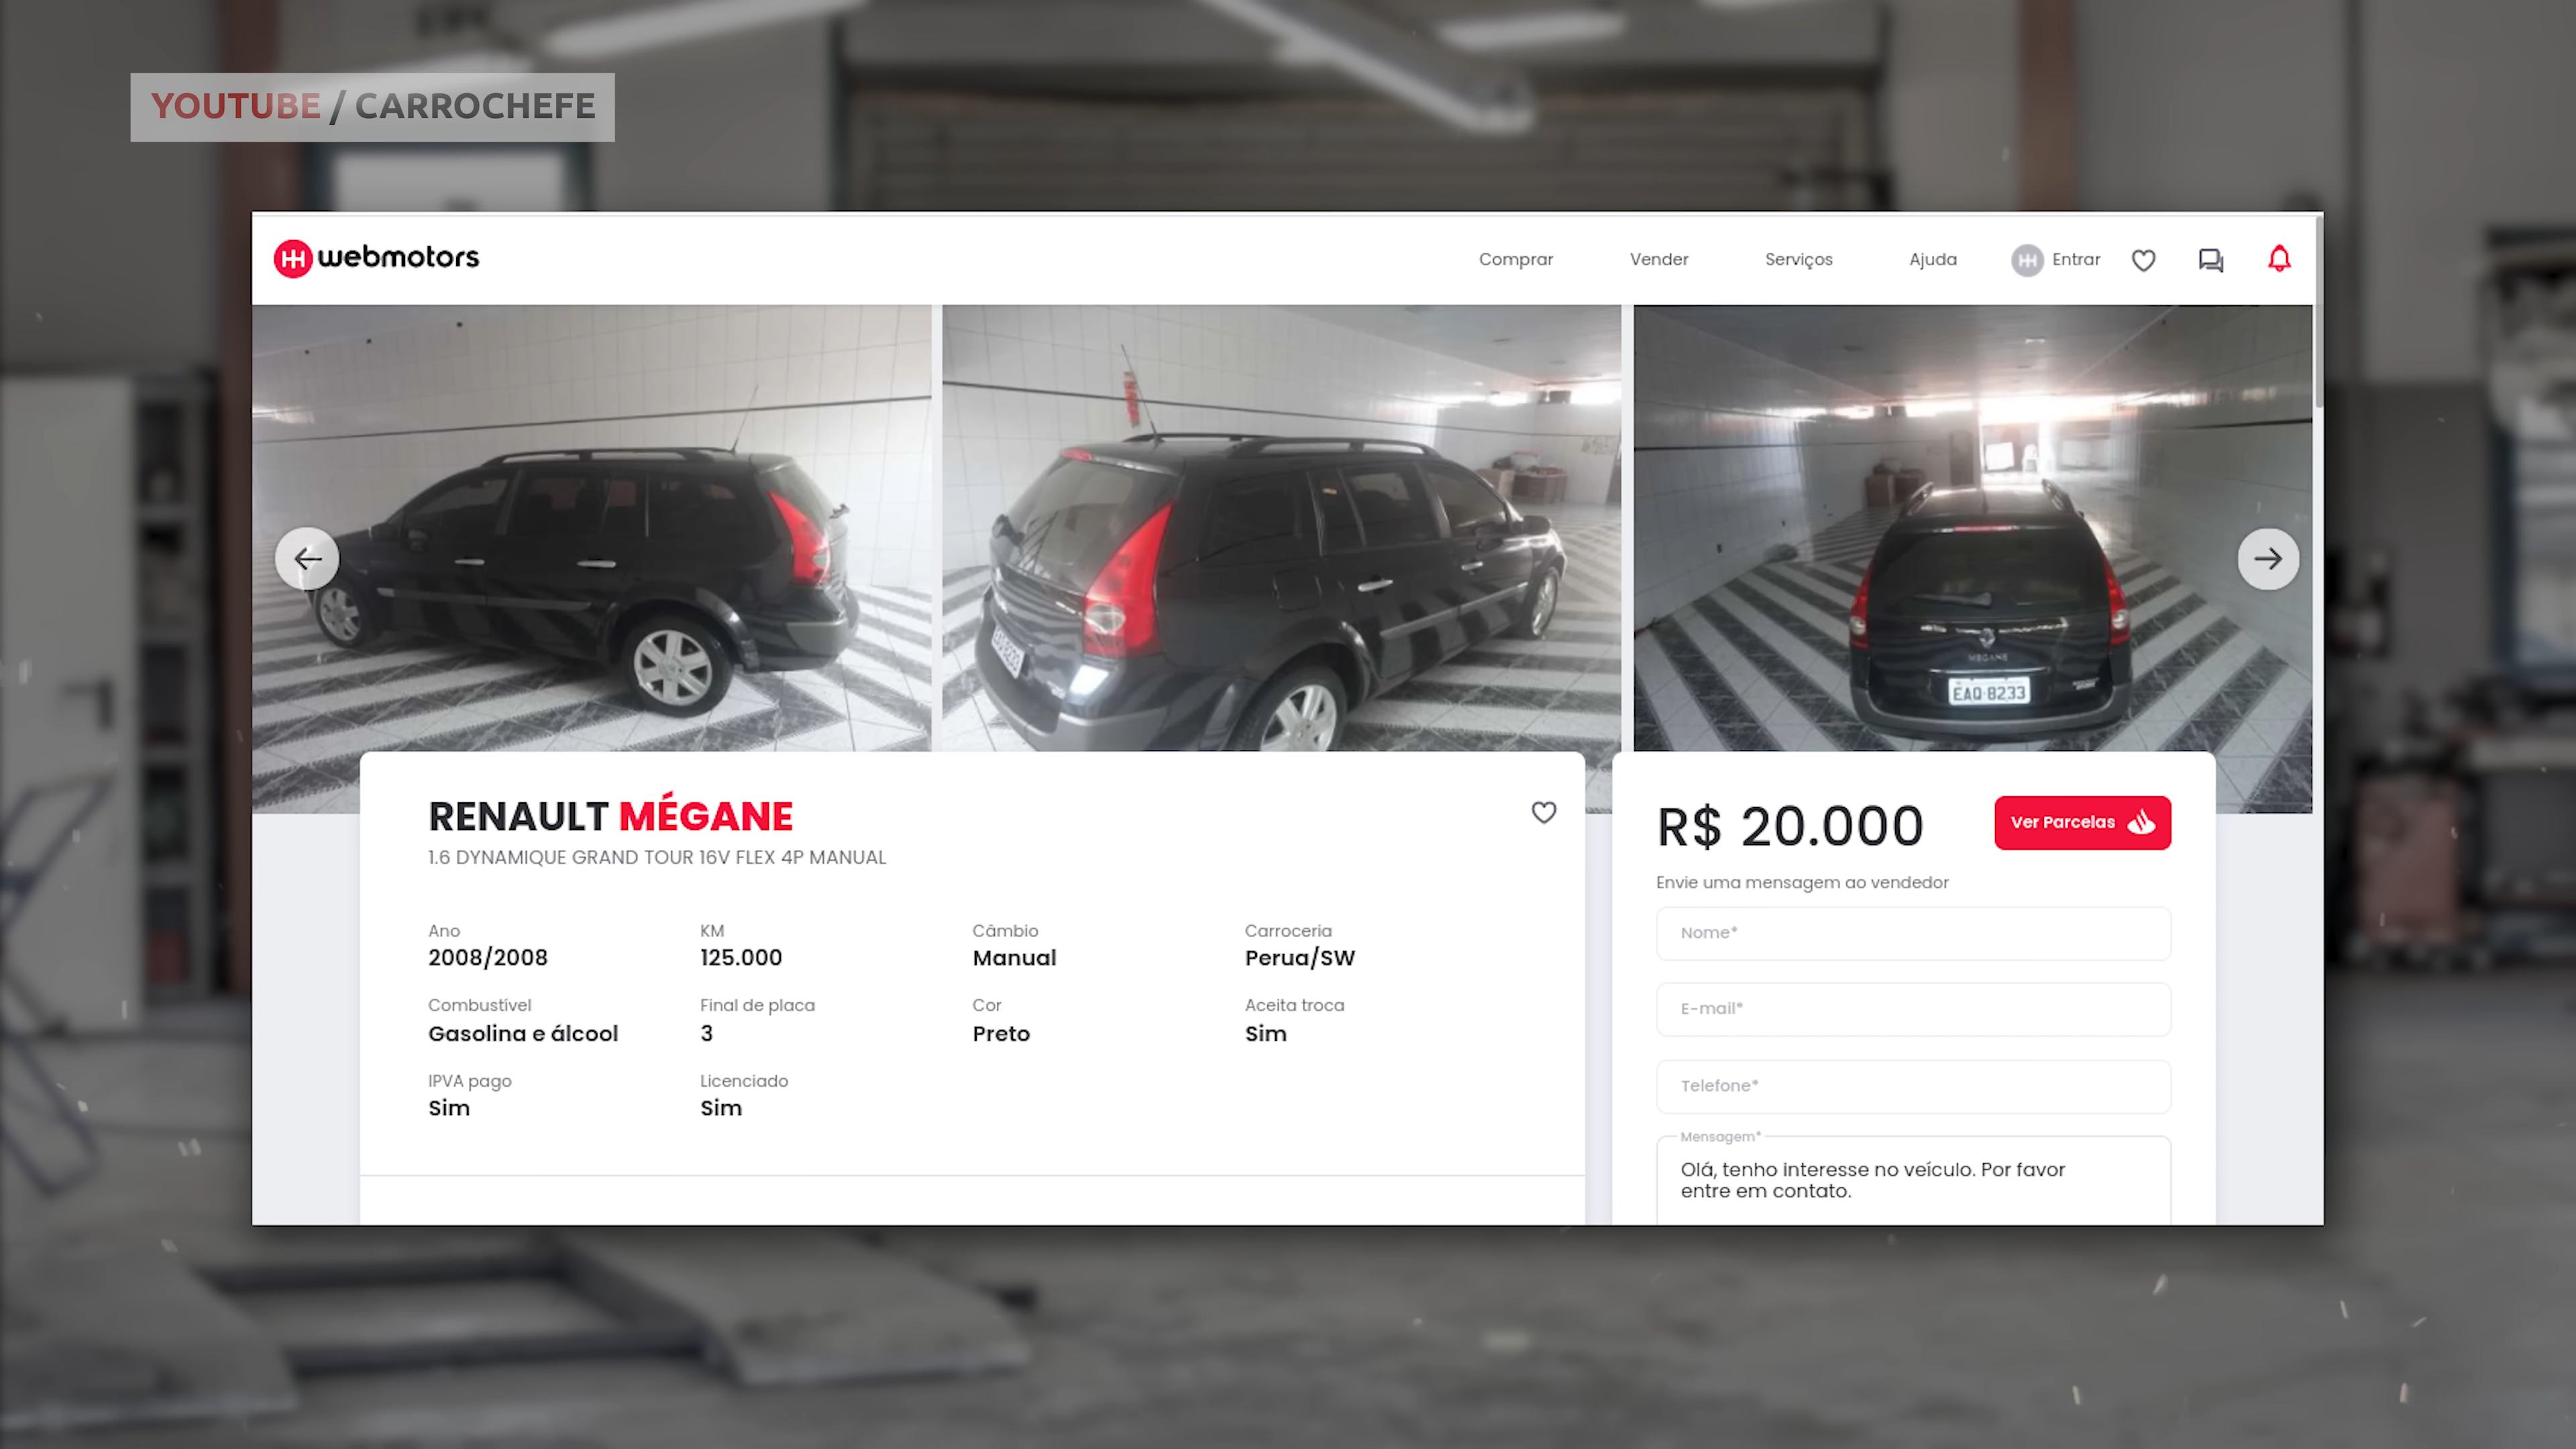 YOUTUBE / CARROCHEFE
webmotors
Comprar
Vender
Serviços
Ajuda
Entrar
MEGANE
EAQ·8233
RENAULT MÉGANE
1.6 DYNAMIQUE GRAND TOUR 16V FLEX 4P MANUAL
Ano
2008/2008
KM
125.000
Câmbio
Manual
Carroceria
Perua/SW
Combustível
Gasolina e álcool
Final de placa
3
Cor
Preto
Aceita troca
Sim
IPVA pago
Sim
Licenciado
Sim
R$ 20.000
Ver Parcelas
Envie uma mensagem ao vendedor
Nome*
E-mail*
Telefone*
Mensagem*
Olá, tenho interesse no veículo. Por favor
entre em contato.